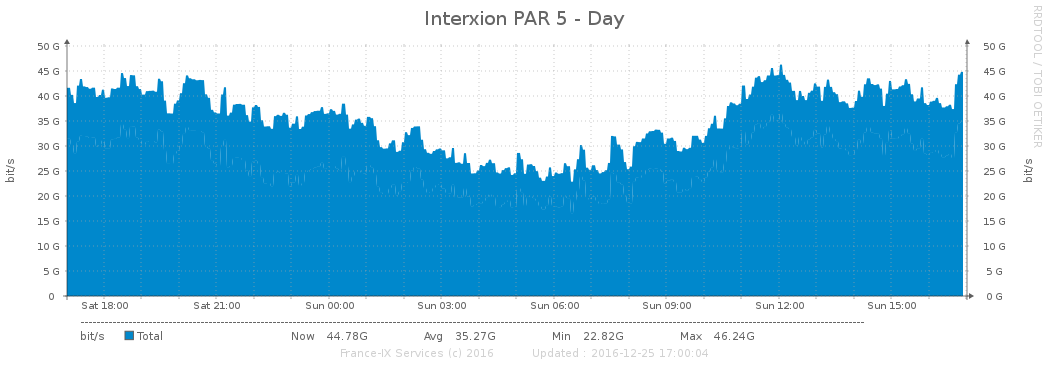 Interxion PAR 5 - Day
RRDTOOL / TOBI OETIKER
50 G 50 G
45 G 45 G
40 G 40 G
35 G 35 G
30 G 30 G
25 G 25 G
20 G 20 G
15 G 15 G
10 G 10 G
5 G 5 G
0 0 G
bit/s bit/s
Sat 18:00 Sat 21:00 Sun 00:00 Sun 03:00 Sun 06:00 Sun 09:00 Sun 12:00 Sun 15:00
bit/s Total Now 44.78G Avg 35.27G Min 22.82G Max 46.24G
France-IX Services (c) 2016 Updated : 2016-12-25 17:00:04